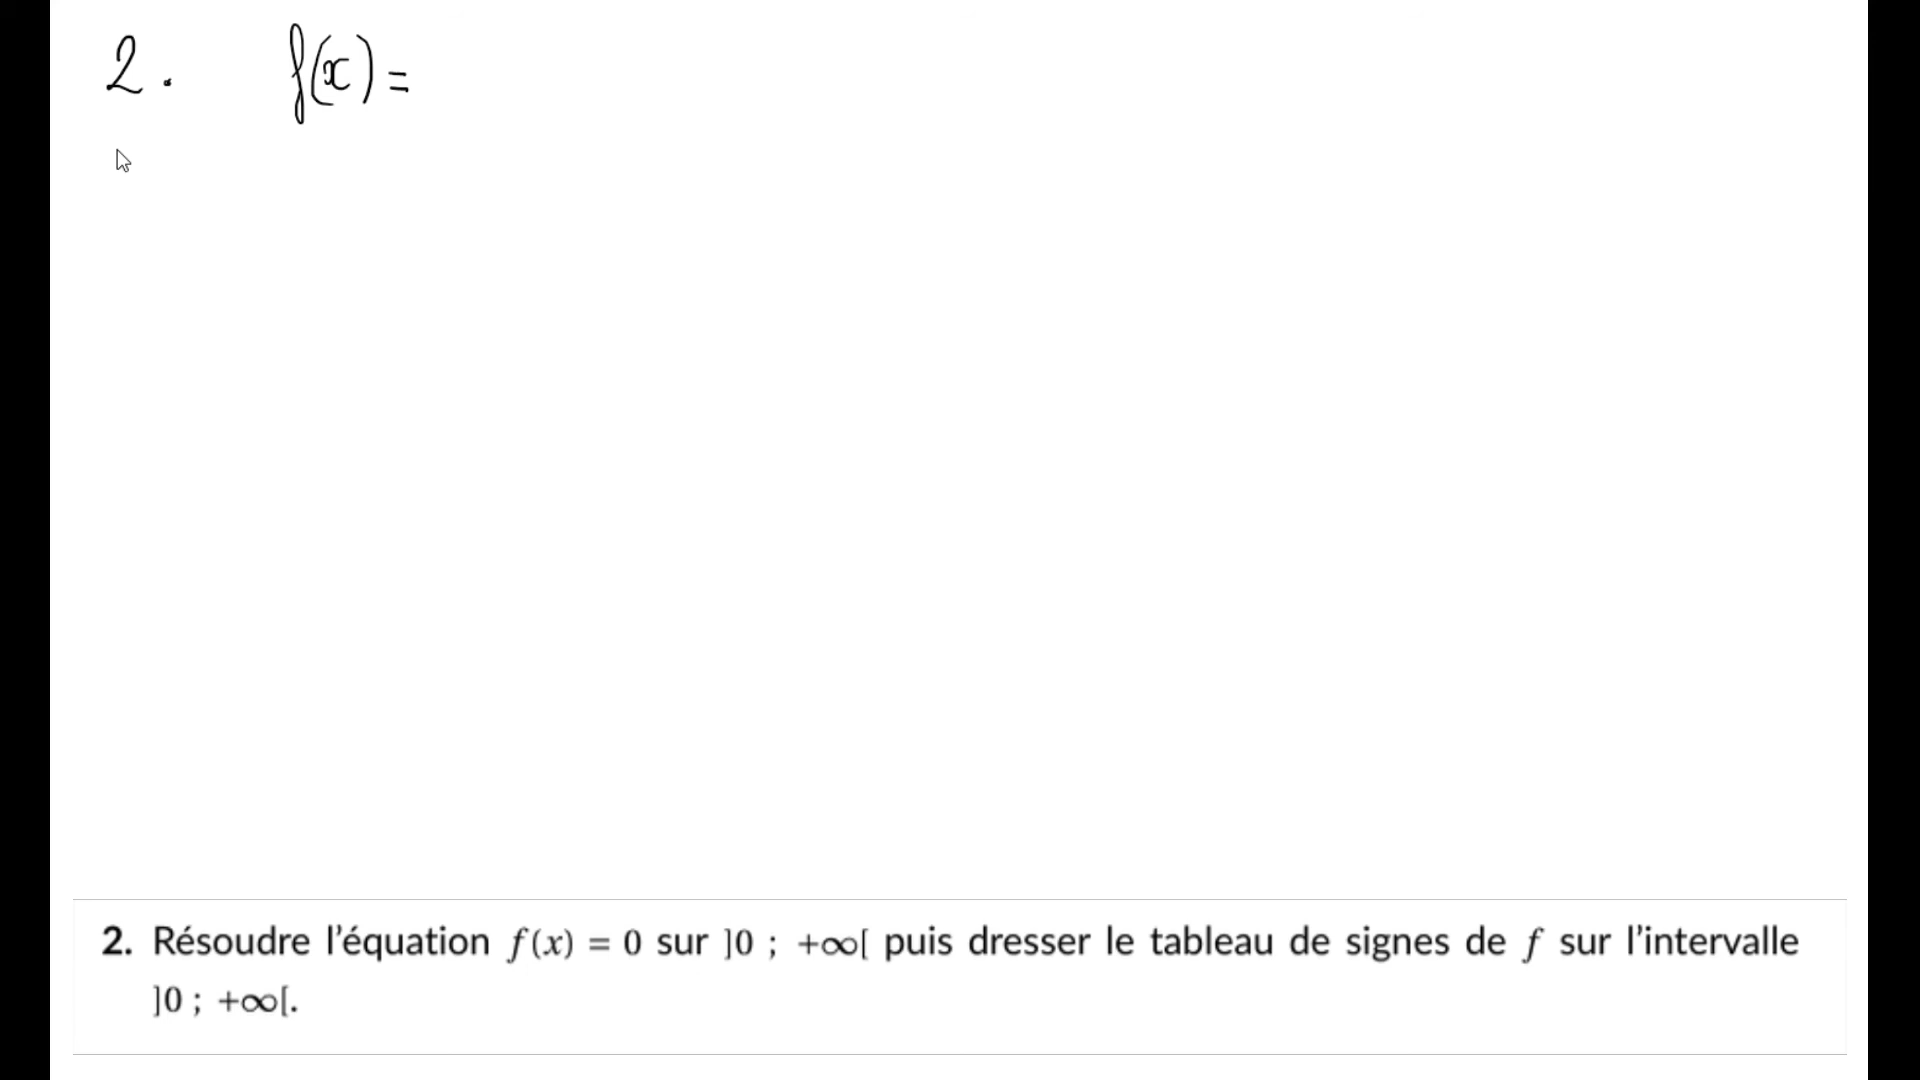 2. f(x) =
2. Résoudre l'équation f(x) = 0 sur ]0 ; +∞[ puis dresser le tableau de signes de f sur l'intervalle
]0 ; +∞[.